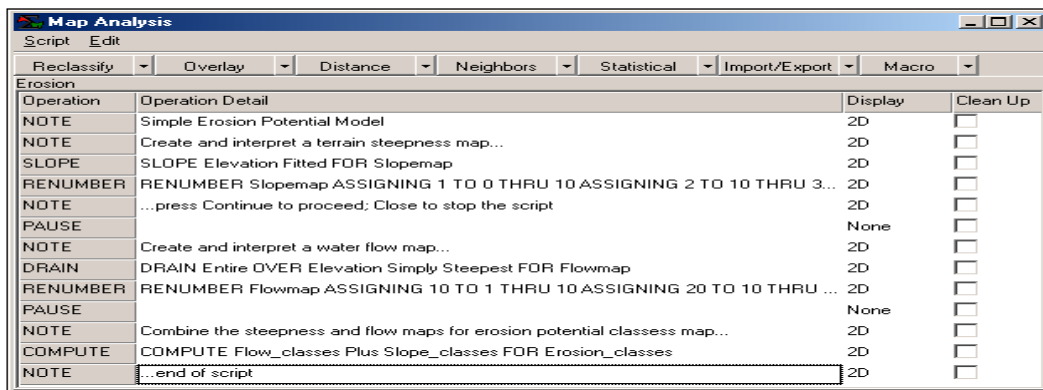 Map Analysis
Script Edit
Reclassify Overlay Distance Neighbors Statistical Import/Export Macro
Erosion
Operation Operation Detail Display Clean Up
NOTE Simple Erosion Potential Model 2D
NOTE Create and interpret a terrain steepness map... 2D
SLOPE SLOPE Elevation Fitted FOR Slopemap 2D
RENUMBER RENUMBER Slopemap ASSIGNING 1 TO 0 THRU 10 ASSIGNING 2 TO 10 THRU 3... 2D
NOTE ...press Continue to proceed; Close to stop the script 2D
PAUSE None
NOTE Create and interpret a water flow map... 2D
DRAIN DRAIN Entire OVER Elevation Simply Steepest FOR Flowmap 2D
RENUMBER RENUMBER Flowmap ASSIGNING 10 TO 1 THRU 10 ASSIGNING 20 TO 10 THRU ... 2D
PAUSE None
NOTE Combine the steepness and flow maps for erosion potential classess map... 2D
COMPUTE COMPUTE Flow_classes Plus Slope_classes FOR Erosion_classes 2D
NOTE ...end of script 2D